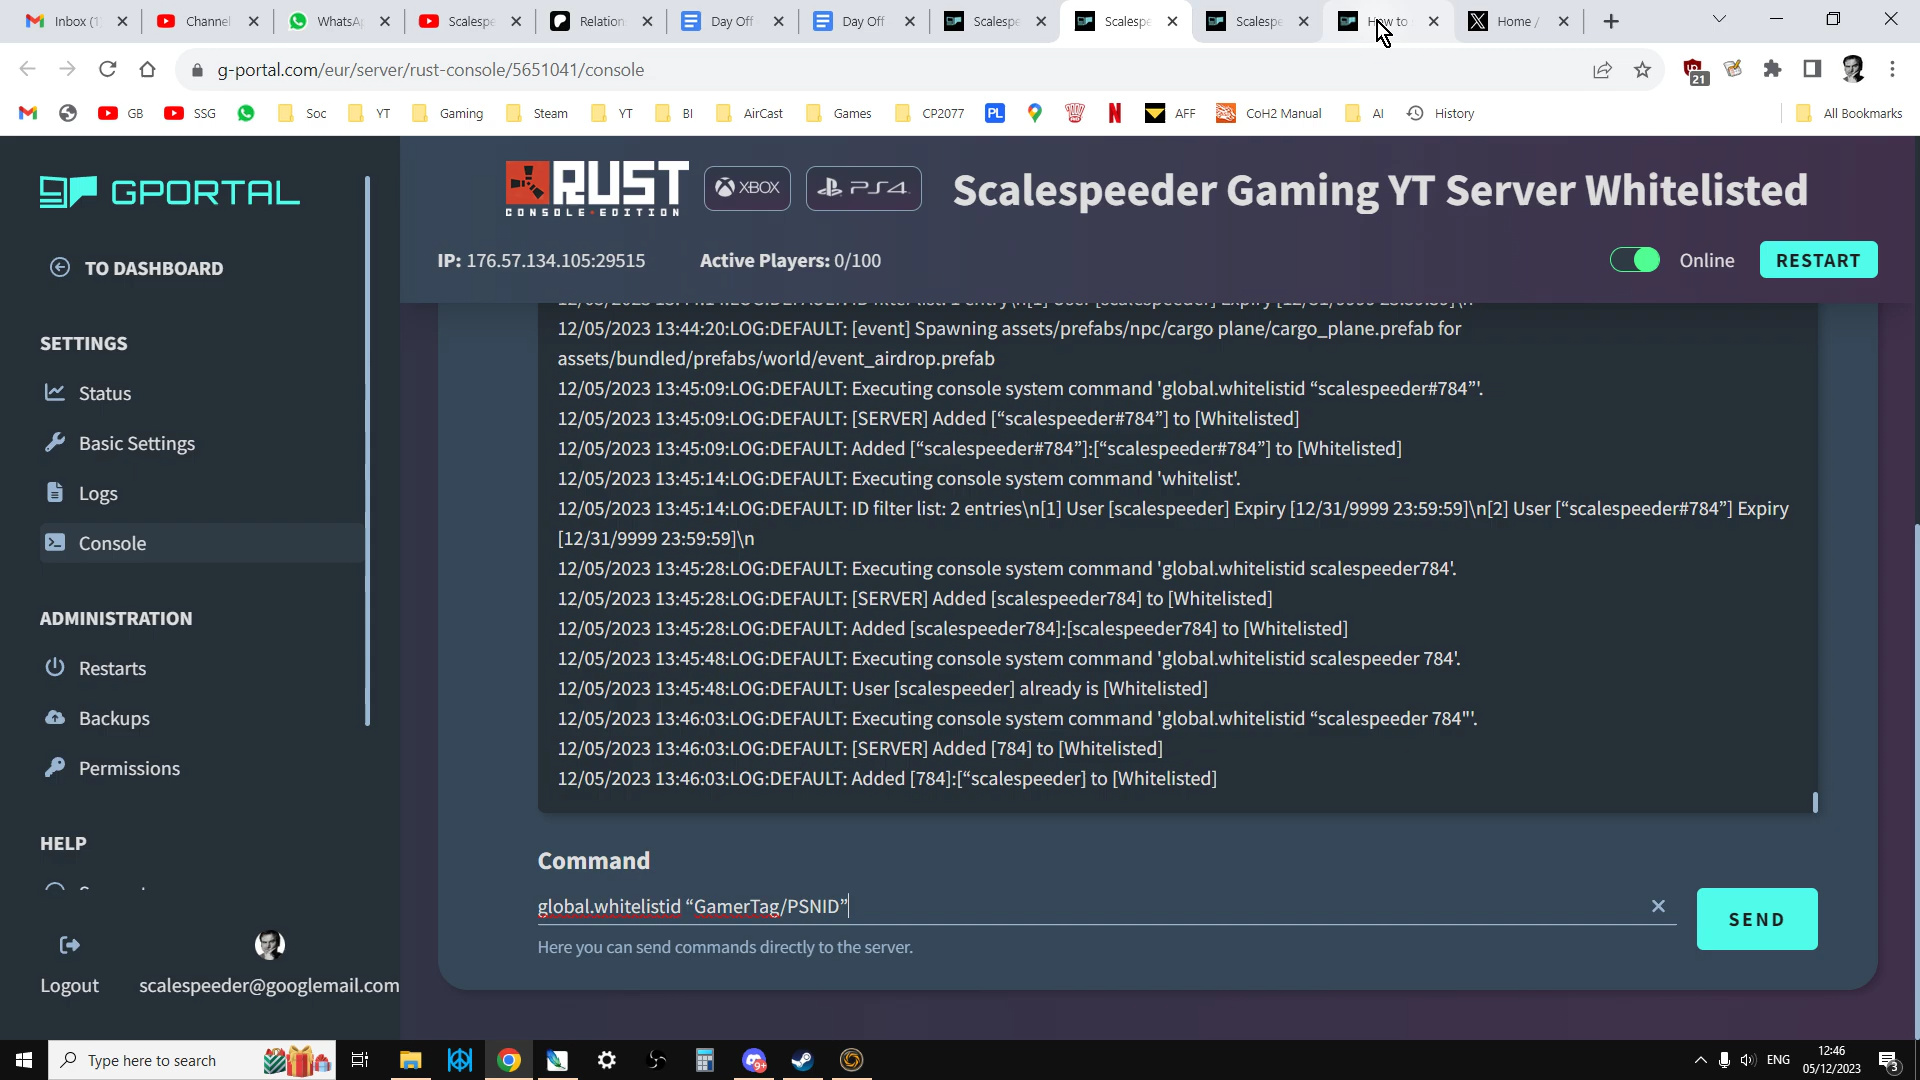 Inbox (1)
Channel
WhatsAp
Scalespe
Relation
Day Off
Day Off
Scalespe
Scalespe
Scalespe
How to
Home /
g-portal.com/eur/server/rust-console/5651041/console
21
GB
SSG
Soc
YT
Gaming
Steam
YT
BI
AirCast
Games
CP2077
PL
AFF
CoH2 Manual
AI
History
All Bookmarks
GPORTAL
TO DASHBOARD
SETTINGS
Status
Basic Settings
Logs
Console
ADMINISTRATION
Restarts
Backups
Permissions
HELP
Logout
scalespeeder@googlemail.com
RUST
CONSOLE EDITION
XBOX
PS4
Scalespeeder Gaming YT Server Whitelisted
IP: 176.57.134.105:29515
Active Players: 0/100
Online
RESTART
12/05/2023 13:44:20:LOG:DEFAULT: [event] Spawning assets/prefabs/npc/cargo plane/cargo_plane.prefab for
assets/bundled/prefabs/world/event_airdrop.prefab
12/05/2023 13:45:09:LOG:DEFAULT: Executing console system command 'global.whitelistid “scalespeeder#784”'.
12/05/2023 13:45:09:LOG:DEFAULT: [SERVER] Added [“scalespeeder#784”] to [Whitelisted]
12/05/2023 13:45:09:LOG:DEFAULT: Added [“scalespeeder#784”]:[“scalespeeder#784”] to [Whitelisted]
12/05/2023 13:45:14:LOG:DEFAULT: Executing console system command 'whitelist'.
12/05/2023 13:45:14:LOG:DEFAULT: ID filter list: 2 entries\n[1] User [scalespeeder] Expiry [12/31/9999 23:59:59]\n[2] User [“scalespeeder#784”] Expiry
[12/31/9999 23:59:59]\n
12/05/2023 13:45:28:LOG:DEFAULT: Executing console system command 'global.whitelistid scalespeeder784'.
12/05/2023 13:45:28:LOG:DEFAULT: [SERVER] Added [scalespeeder784] to [Whitelisted]
12/05/2023 13:45:28:LOG:DEFAULT: Added [scalespeeder784]:[scalespeeder784] to [Whitelisted]
12/05/2023 13:45:48:LOG:DEFAULT: Executing console system command 'global.whitelistid scalespeeder 784'.
12/05/2023 13:45:48:LOG:DEFAULT: User [scalespeeder] already is [Whitelisted]
12/05/2023 13:46:03:LOG:DEFAULT: Executing console system command 'global.whitelistid “scalespeeder 784"'.
12/05/2023 13:46:03:LOG:DEFAULT: [SERVER] Added [784] to [Whitelisted]
12/05/2023 13:46:03:LOG:DEFAULT: Added [784]:[“scalespeeder] to [Whitelisted]
Command
global.whitelistid “GamerTag/PSNID”
SEND
Here you can send commands directly to the server.
Type here to search
9+
ENG
12:46
05/12/2023
3